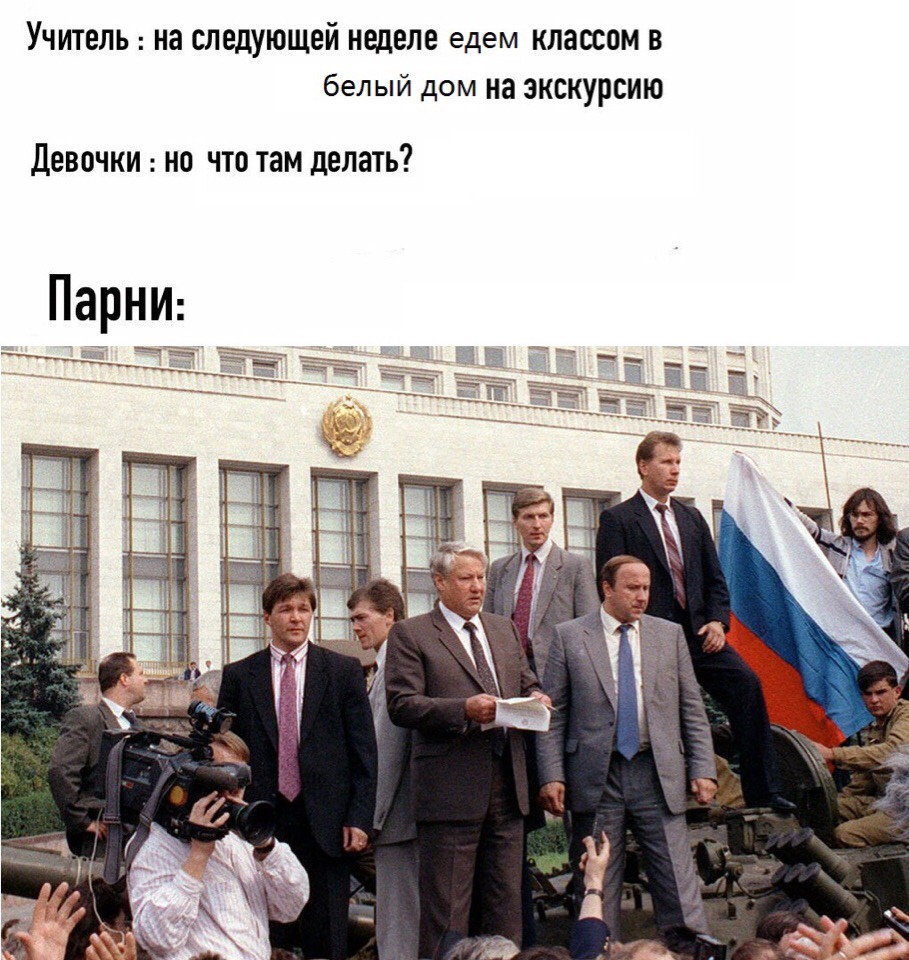 Учитель : на следующей неделе едем классом в
белый дом на экскурсию
Девочки : но что там делать?
Парни: